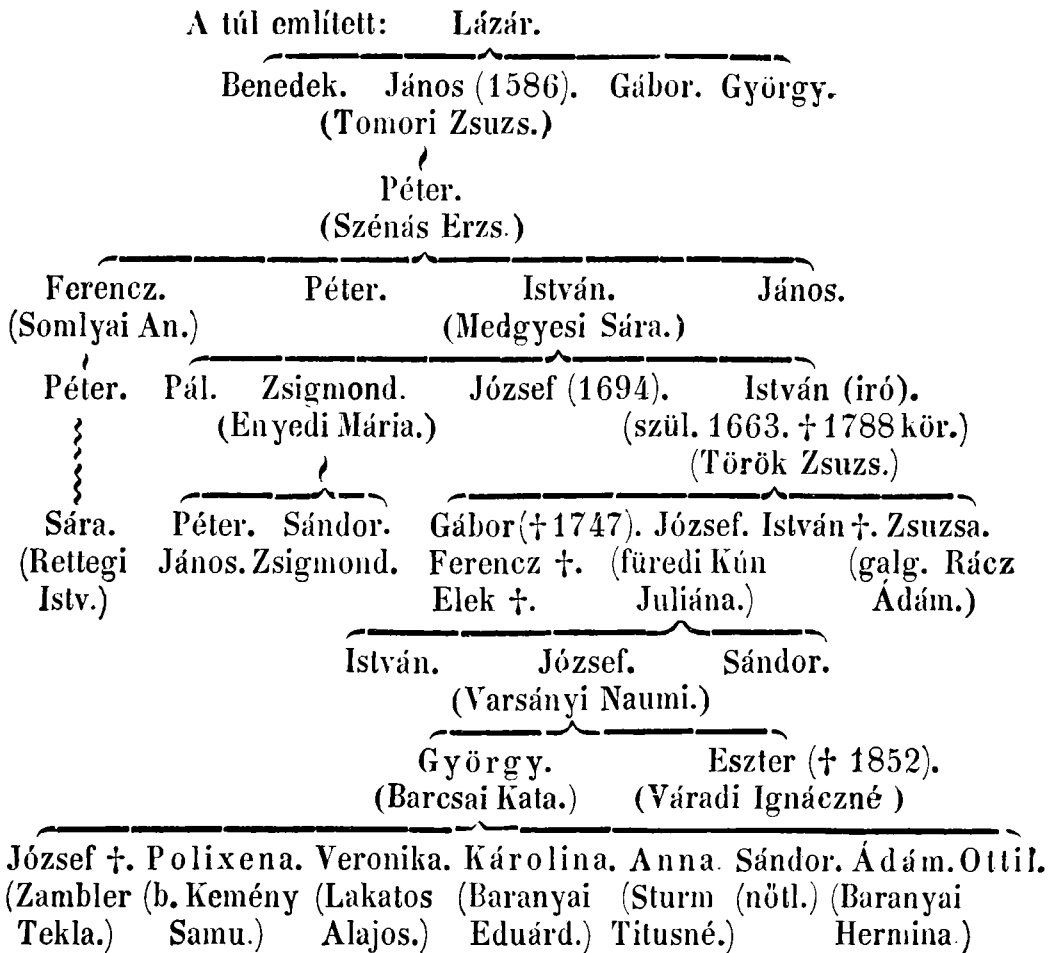 A túl említett: Lázár.
Benedek. János (1586). Gábor. György.
(Tomori Zsuzs.)
Péter.
(Szénás Erzs.)
Ferencz. Péter. István. János.
(Somlyai An.) (Medgyesi Sára.)
Péter. Pál. Zsigmond. József (1694). István (iró).
(Enyedi Mária.) (szül. 1663. † 1788 kör.)
(Török Zsuzs.)
Sára. Péter. Sándor. Gábor († 1747). József. István †. Zsuzsa.
(Rettegi János. Zsigmond. Ferencz †. (füredi Kún (galg. Rácz
Istv.) Elek †. Juliána.) Ádám.)
István. József. Sándor.
(Varsányi Naumi.)
György. Eszter († 1852).
(Barcsai Kata.) (Váradi Ignáczné )
József †. Polixena. Veronika. Károlina. Anna. Sándor. Ádám. Ottil.
(Zambler (b. Kemény (Lakatos (Baranyai (Sturm (nőtl.) (Baranyai
Tekla.) Samu.) Alajos.) Eduárd.) Titusné.) Hermina.)